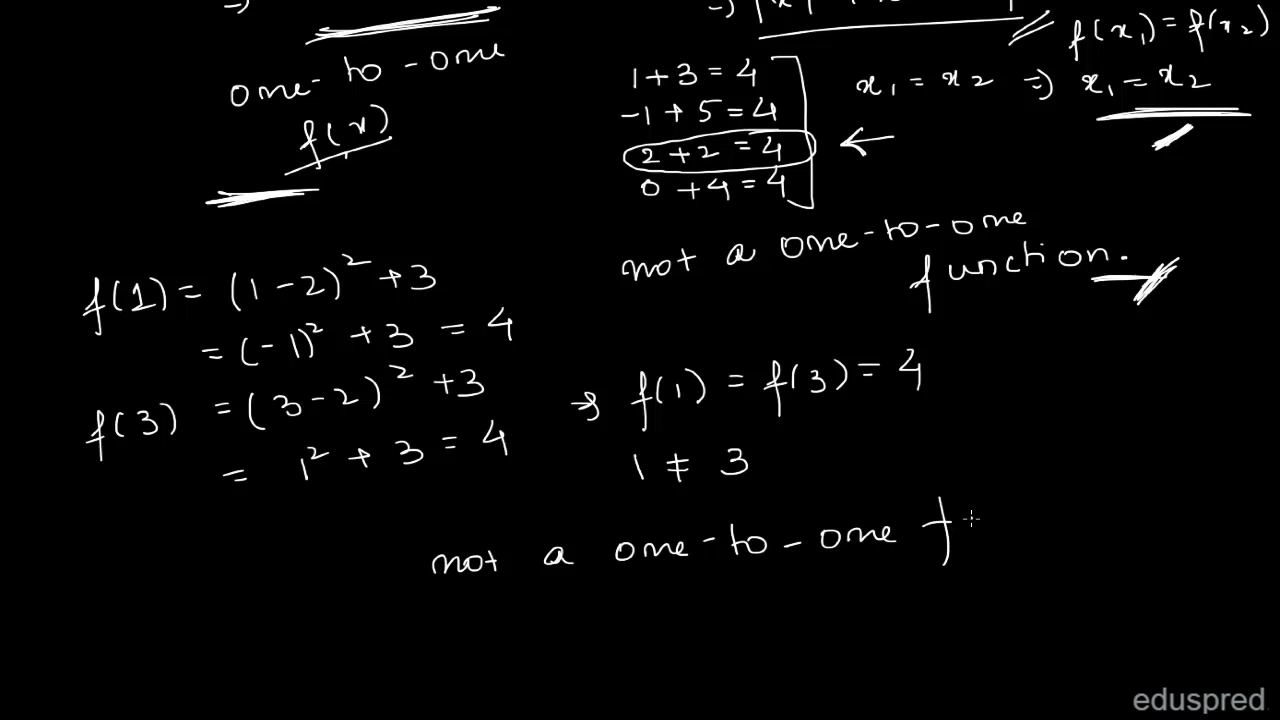 =)
one-to-one
f(x)
f(1) = (1-2)² + 3
= (-1)² + 3 = 4
f(3) = (3-2)² + 3
= 1² + 3 = 4
=)
1+3 = 4
-1 + 5 = 4
2+2 = 4
0 + 4 = 4
f(x₁) = f(x₂)
x₁ = x₂ =) x₁ = x₂
not a one-to-one
function.
→ f(1) = f(3) = 4
1 ≠ 3
not a one-to-one f
eduspred